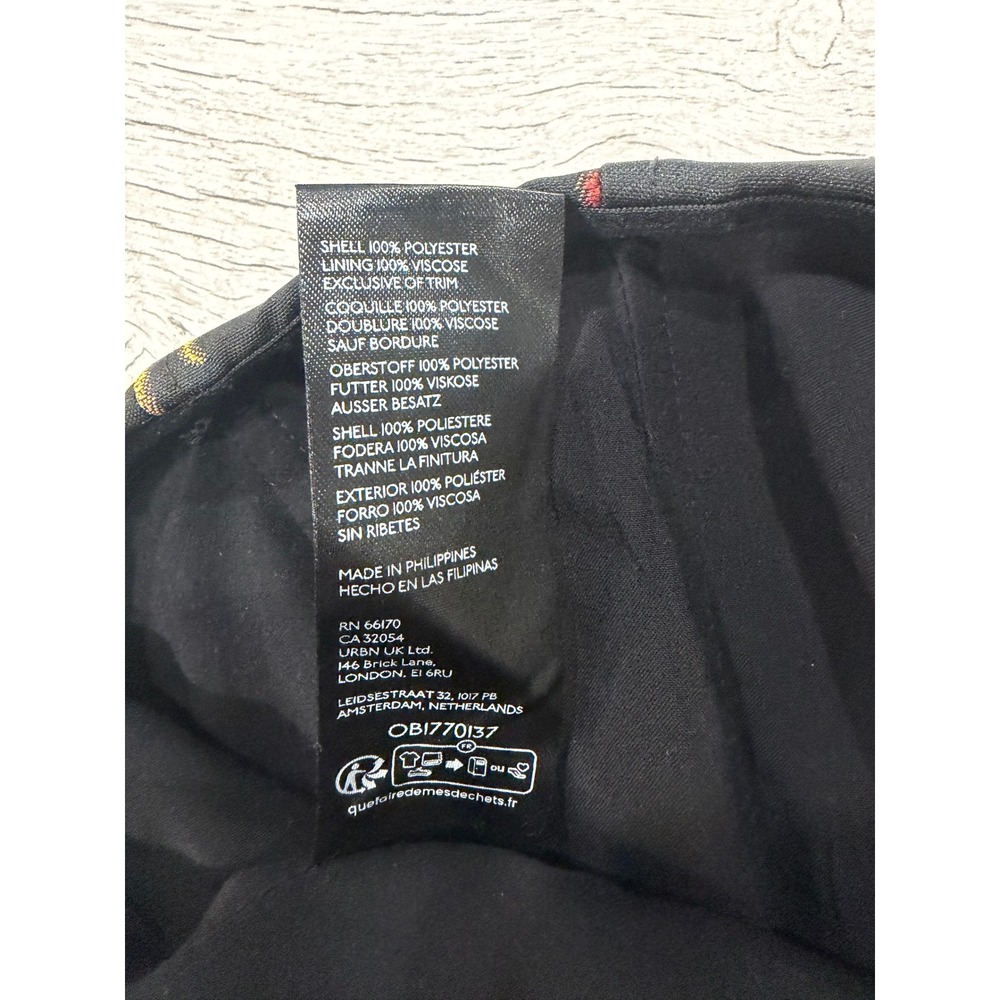 SHELL 100% POLYESTER
LINING 100% VISCOSE
EXCLUSIVE OF TRIM
COQUILLE 100% POLYESTER
DOUBLURE 100% VISCOSE
SAUF BORDURE
OBERSTOFF 100% POLYESTER
FUTTER 100% VISKOSE
AUSSER BESATZ
SHELL 100% POLIESTERE
FODERA 100% VISCOSA
TRANNE LA FINITURA
EXTERIOR 100% POLIÉSTER
FORRO 100% VISCOSA
SIN RIBETES
MADE IN PHILIPPINES
HECHO EN LAS FILIPINAS
RN 66170
CA 32054
URBN UK Ltd.
146 Brick Lane,
LONDON. E1 6RU
LEIDSESTRAAT 32, 1017 PB
AMSTERDAM, NETHERLANDS
OB1770137
FR
ou
quefairedemesdechets.fr